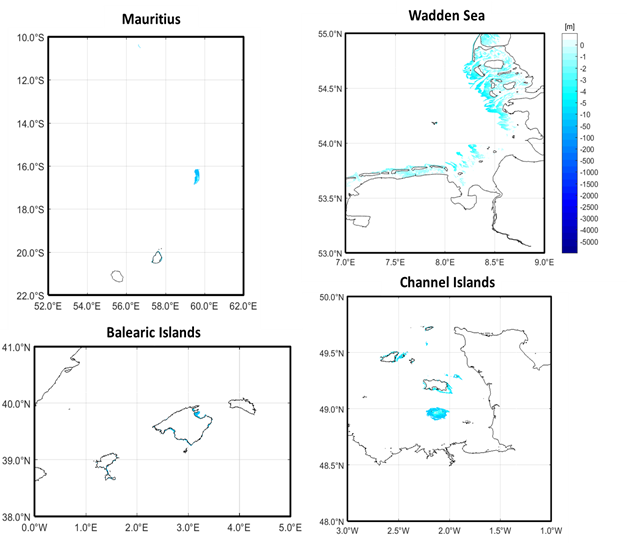 Mauritius
10.0°S
12.0°S
14.0°S
16.0°S
18.0°S
20.0°S
22.0°S
52.0°E 54.0°E 56.0°E 58.0°E 60.0°E 62.0°E
Wadden Sea
55.0°N
54.5°N
54.0°N
53.5°N
53.0°N
7.0°E 7.5°E 8.0°E 8.5°E 9.0°E
[m]
0
-1
-2
-5
-10
-50
-200
-500
-100
-1000
-2000
-3000
-4000
-5000
Balearic Islands
41.0°N
40.0°N
39.0°N
38.0°N
0.0°W 1.0°E 2.0°E 3.0°E 4.0°E 5.0°E
Channel Islands
50.0°N
49.5°N
49.0°N
48.5°N
48.0°N
3.0°W 2.5°W 2.0°W 1.5°W 1.0°W